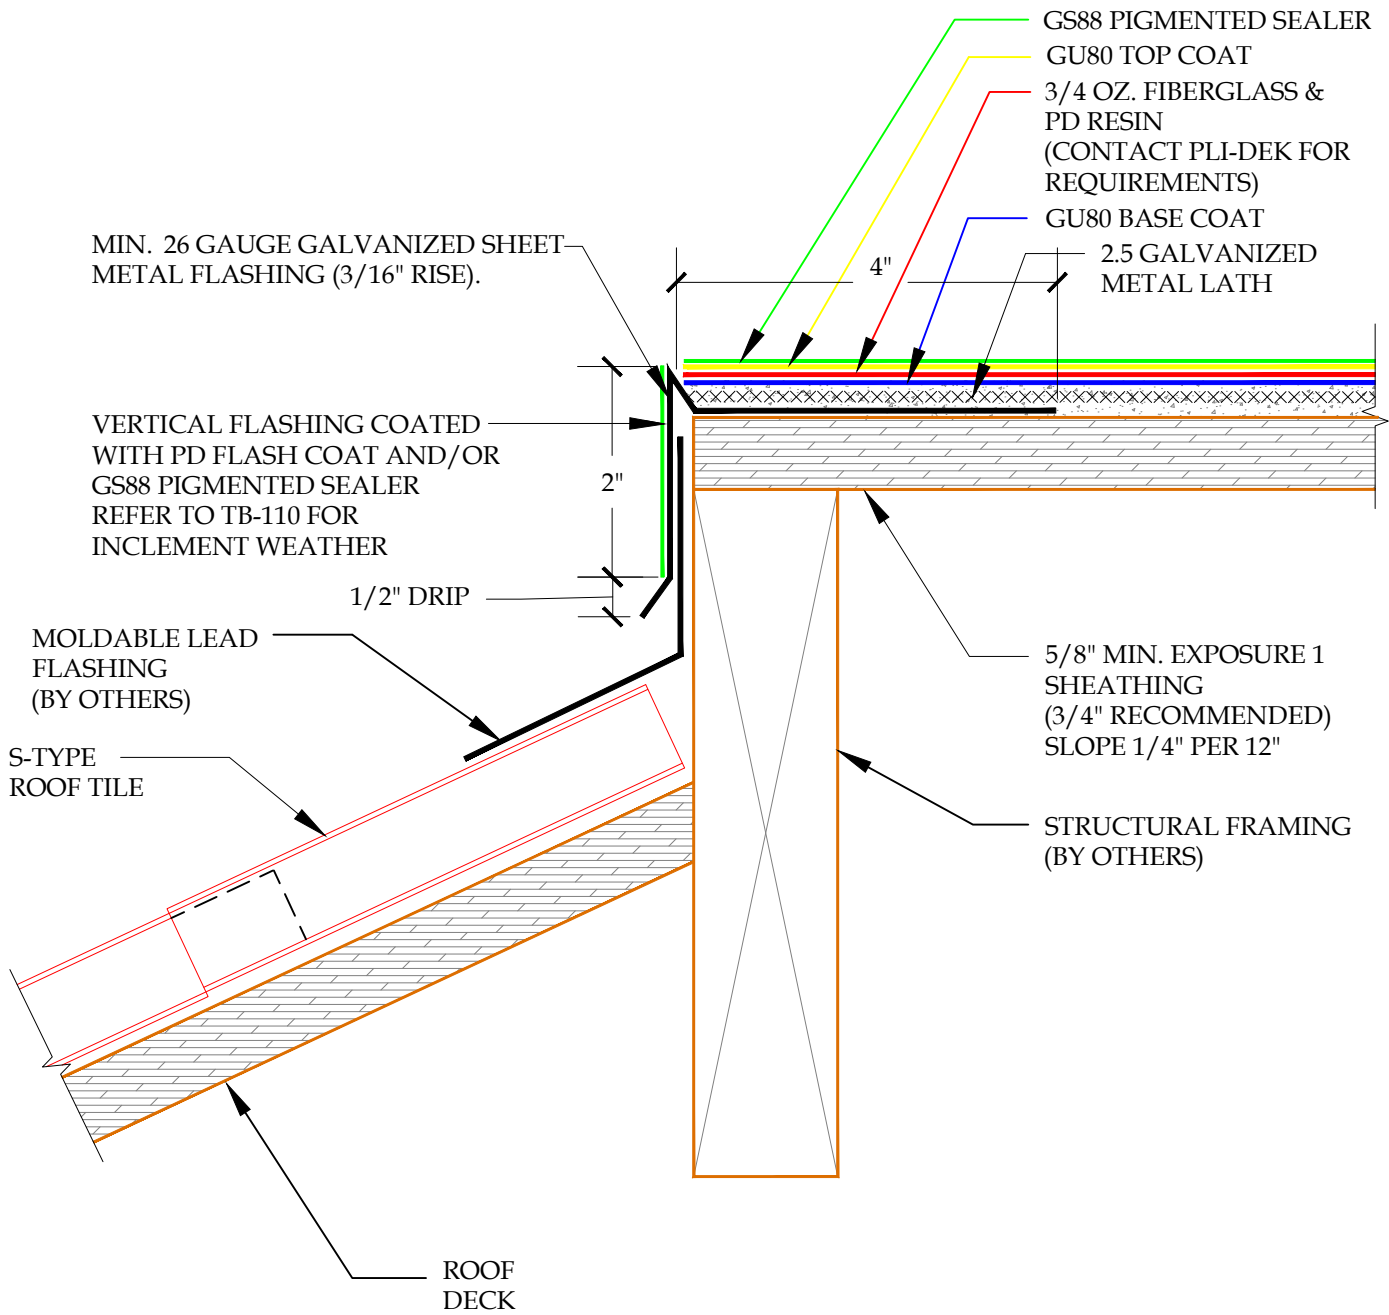 GS88 PIGMENTED SEALER
GU80 TOP COAT
3/4 OZ. FIBERGLASS &
PD RESIN
(CONTACT PLI-DEK FOR
REQUIREMENTS)
GU80 BASE COAT
2.5 GALVANIZED
METAL LATH
4"
MIN. 26 GAUGE GALVANIZED SHEET
METAL FLASHING (3/16" RISE).
VERTICAL FLASHING COATED
WITH PD FLASH COAT AND/OR
GS88 PIGMENTED SEALER
REFER TO TB-110 FOR
INCLEMENT WEATHER
2"
1/2" DRIP
MOLDABLE LEAD
FLASHING
(BY OTHERS)
S-TYPE
ROOF TILE
5/8" MIN. EXPOSURE 1
SHEATHING
(3/4" RECOMMENDED)
SLOPE 1/4" PER 12"
STRUCTURAL FRAMING
(BY OTHERS)
ROOF
DECK